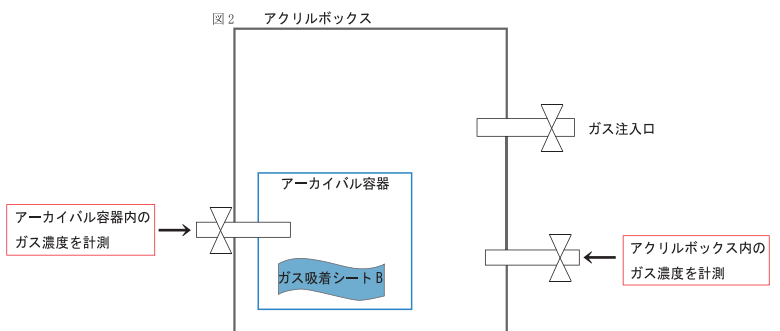 図2
アクリルボックス
ガス注入口
アーカイバル容器
アーカイバル容器内の
ガス濃度を計測
アクリルボックス内の
ガス濃度を計測
ガス吸着シートB